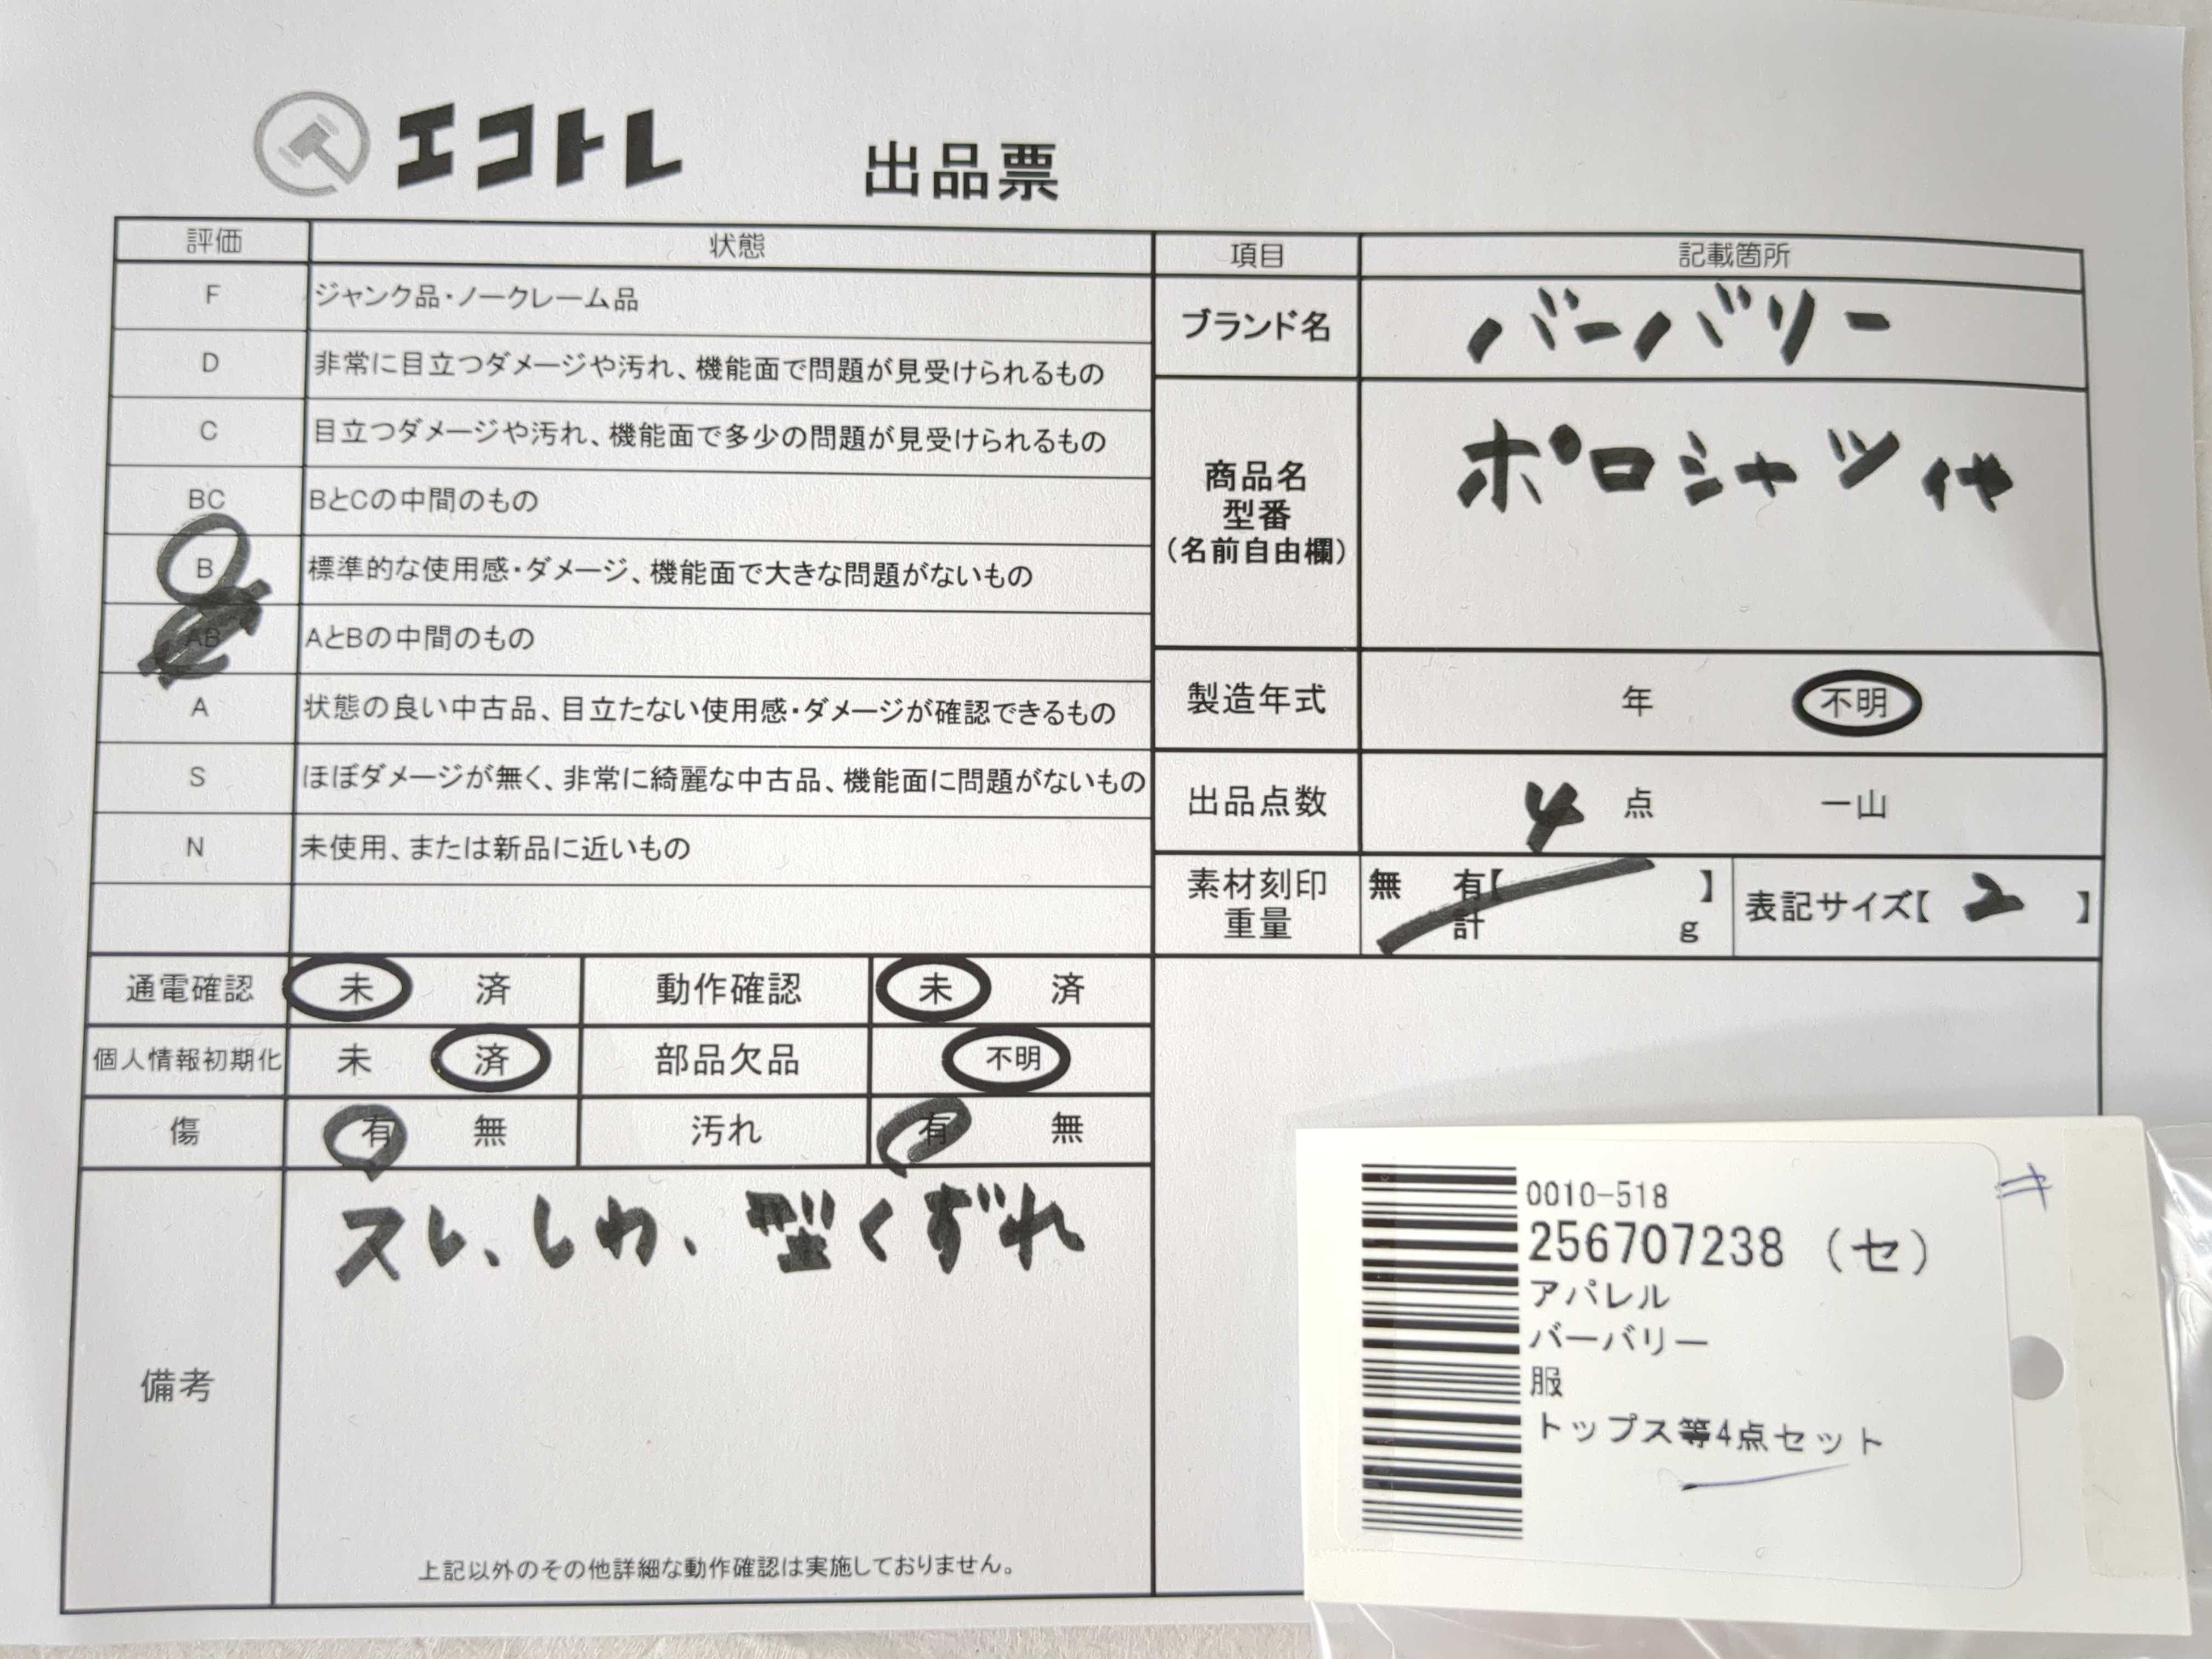 エコトレ 出品票
評価 状態
F ジャンク品・ノークレーム品
D 非常に目立つダメージや汚れ、機能面で問題が見受けられるもの
C 目立つダメージや汚れ、機能面で多少の問題が見受けられるもの
BC BとCの中間のもの
B 標準的な使用感・ダメージ、機能面で大きな問題がないもの
AB AとBの中間のもの
A 状態の良い中古品、目立たない使用感・ダメージが確認できるもの
S ほぼダメージが無く、非常に綺麗な中古品、機能面に問題がないもの
N 未使用、または新品に近いもの
項目 記載箇所
ブランド名 バーバリー
商品名
型番
(名前自由欄)
ポロシャツ 他
製造年式 年 不明
出品点数 4 点 一山
素材刻印 無 有【 】
重量 計 g
表記サイズ【 2 】
通電確認 未 済 動作確認 未 済
個人情報初期化 未 済 部品欠品 不明
傷 有 無 汚れ 有 無
備考
スレ、しわ、型くずれ
上記以外のその他詳細な動作確認は実施しておりません。
0010-518
256707238 (セ)
アパレル
バーバリー
服
トップス等4点セット